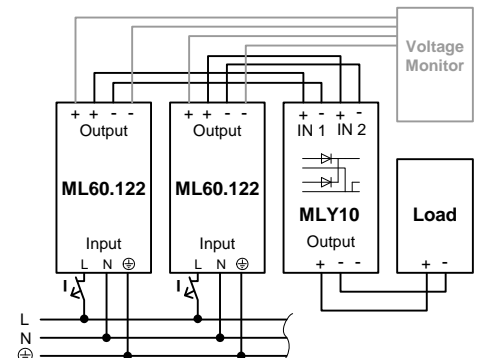 Voltage
Monitor
+ + - -
Output
ML60.122
Input
L N ⏚
I
+ + - -
Output
ML60.122
Input
L N ⏚
I
+ - + -
IN 1 IN 2
MLY10
Output
+ - -
Load
+ -
L
N
⏚